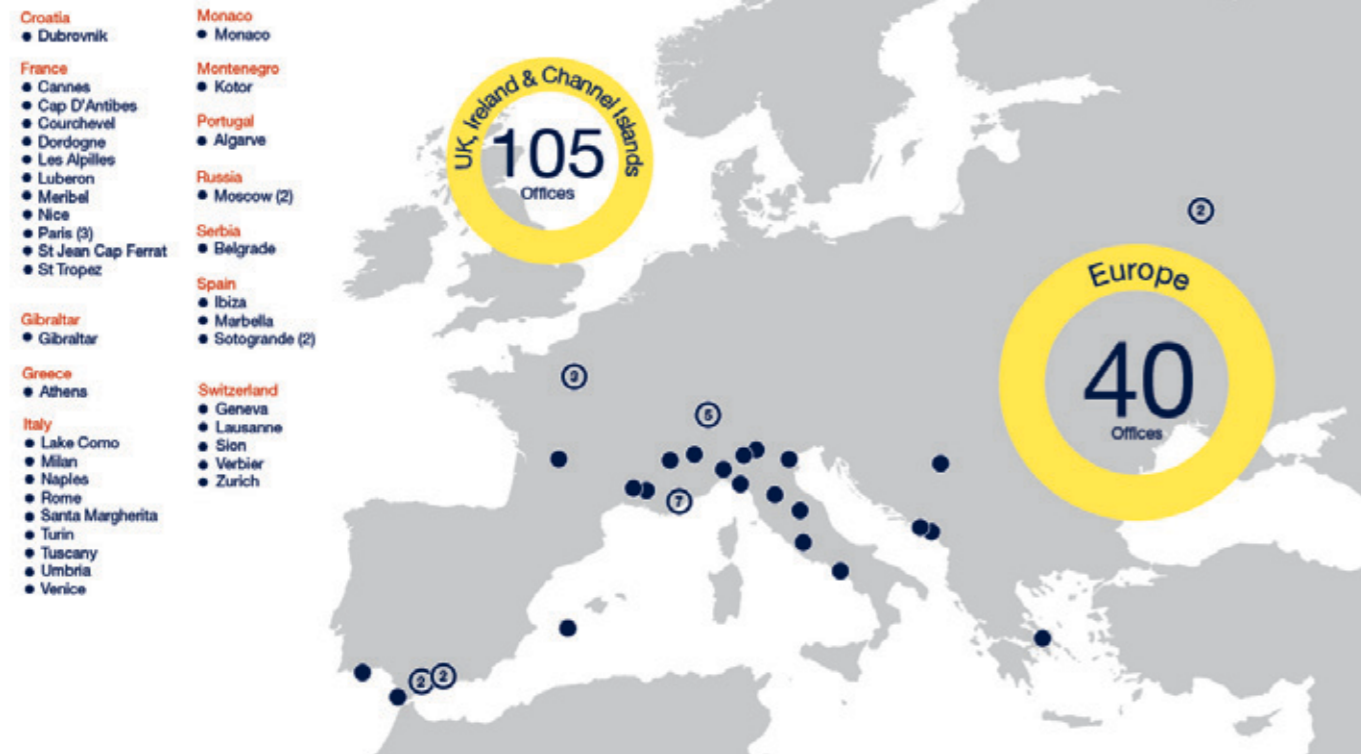 Croatia
Dubrovnik
France
Cannes
Cap D'Antibes
Courchevel
Dordogne
Les Alpilles
Luberon
Meribel
Nice
Paris (3)
St Jean Cap Ferrat
St Tropez
Gibraltar
Gibraltar
Greece
Athens
Italy
Lake Como
Milan
Naples
Rome
Santa Margherita
Turin
Tuscany
Umbria
Venice
Monaco
Monaco
Montenegro
Kotor
Portugal
Algarve
Russia
Moscow (2)
Serbia
Belgrade
Spain
Ibiza
Marbella
Sotogrande (2)
Switzerland
Geneva
Lausanne
Sion
Verbier
Zurich
UK, Ireland & Channel Islands
105
Offices
2
Europe
40
Offices
3
5
7
2
2